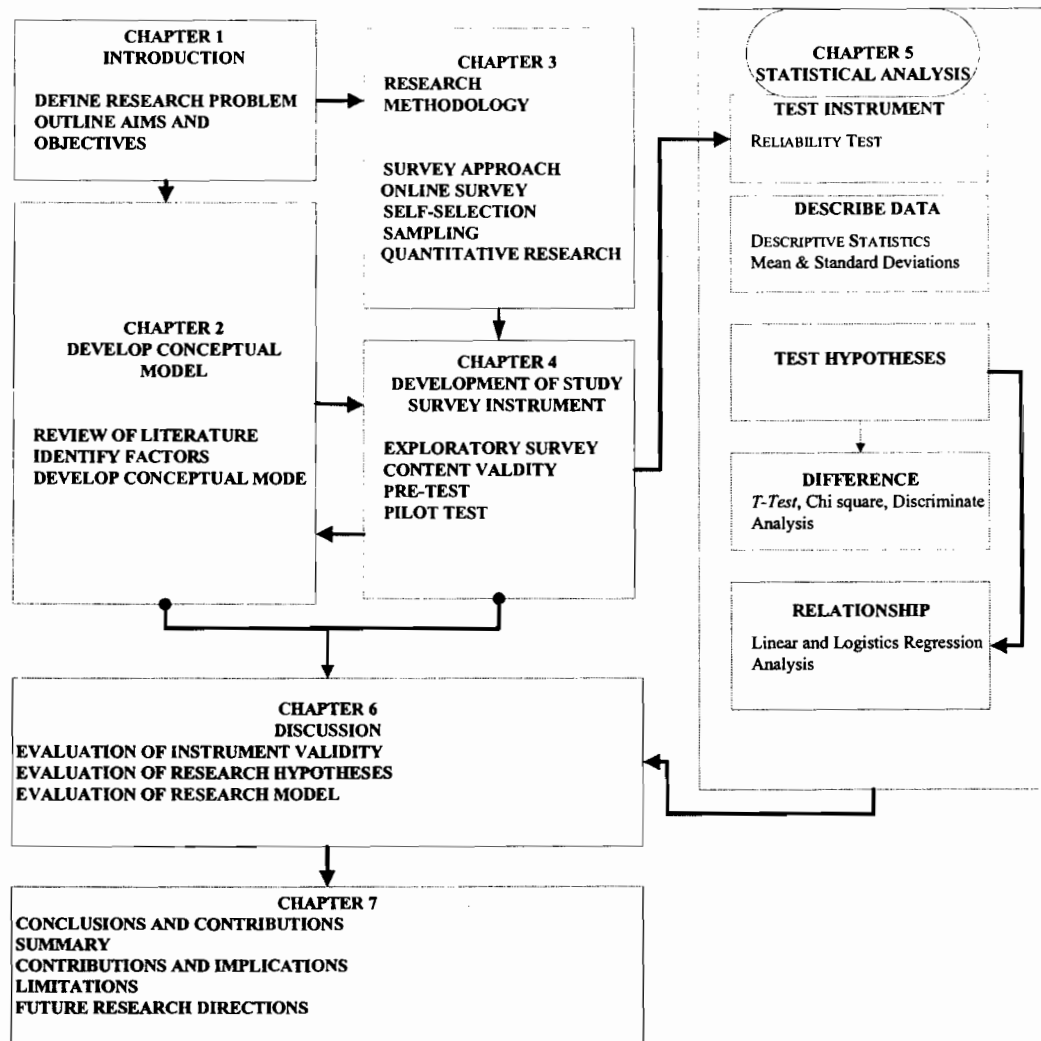 CHAPTER 1
INTRODUCTION
DEFINE RESEARCH PROBLEM
OUTLINE AIMS AND
OBJECTIVES
CHAPTER 2
DEVELOP CONCEPTUAL
MODEL
REVIEW OF LITERATURE
IDENTIFY FACTORS
DEVELOP CONCEPTUAL MODE
CHAPTER 3
RESEARCH
METHODOLOGY
SURVEY APPROACH
ONLINE SURVEY
SELF-SELECTION
SAMPLING
QUANTITATIVE RESEARCH
CHAPTER 4
DEVELOPMENT OF STUDY
SURVEY INSTRUMENT
EXPLORATORY SURVEY
CONTENT VALDITY
PRE-TEST
PILOT TEST
CHAPTER 5
STATISTICAL ANALYSIS
TEST INSTRUMENT
RELIABILITY TEST
DESCRIBE DATA
DESCRIPTIVE STATISTICS
Mean & Standard Deviations
TEST HYPOTHESES
DIFFERENCE
T-Test, Chi square, Discriminate
Analysis
RELATIONSHIP
Linear and Logistics Regression
Analysis
CHAPTER 6
DISCUSSION
EVALUATION OF INSTRUMENT VALIDITY
EVALUATION OF RESEARCH HYPOTHESES
EVALUATION OF RESEARCH MODEL
CHAPTER 7
CONCLUSIONS AND CONTRIBUTIONS
SUMMARY
CONTRIBUTIONS AND IMPLICATIONS
LIMITATIONS
FUTURE RESEARCH DIRECTIONS